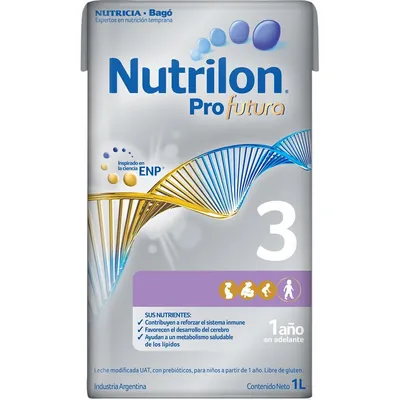 NUTRICIA • Bagó
Expertos en nutrición temprana
Nutrilon
Pro futura
Inspirado en
la ciencia ENP
3
SUS NUTRIENTES:
✓ Contribuyen a reforzar el sistema inmune
✓ Favorecen el desarrollo del cerebro
✓ Ayudan a un metabolismo saludable
de los lípidos
1 año
en adelante
Leche modificada UAT, con prebióticos, para niños a partir de 1 año. Libre de gluten.
Industria Argentina
Contenido Neto 1L